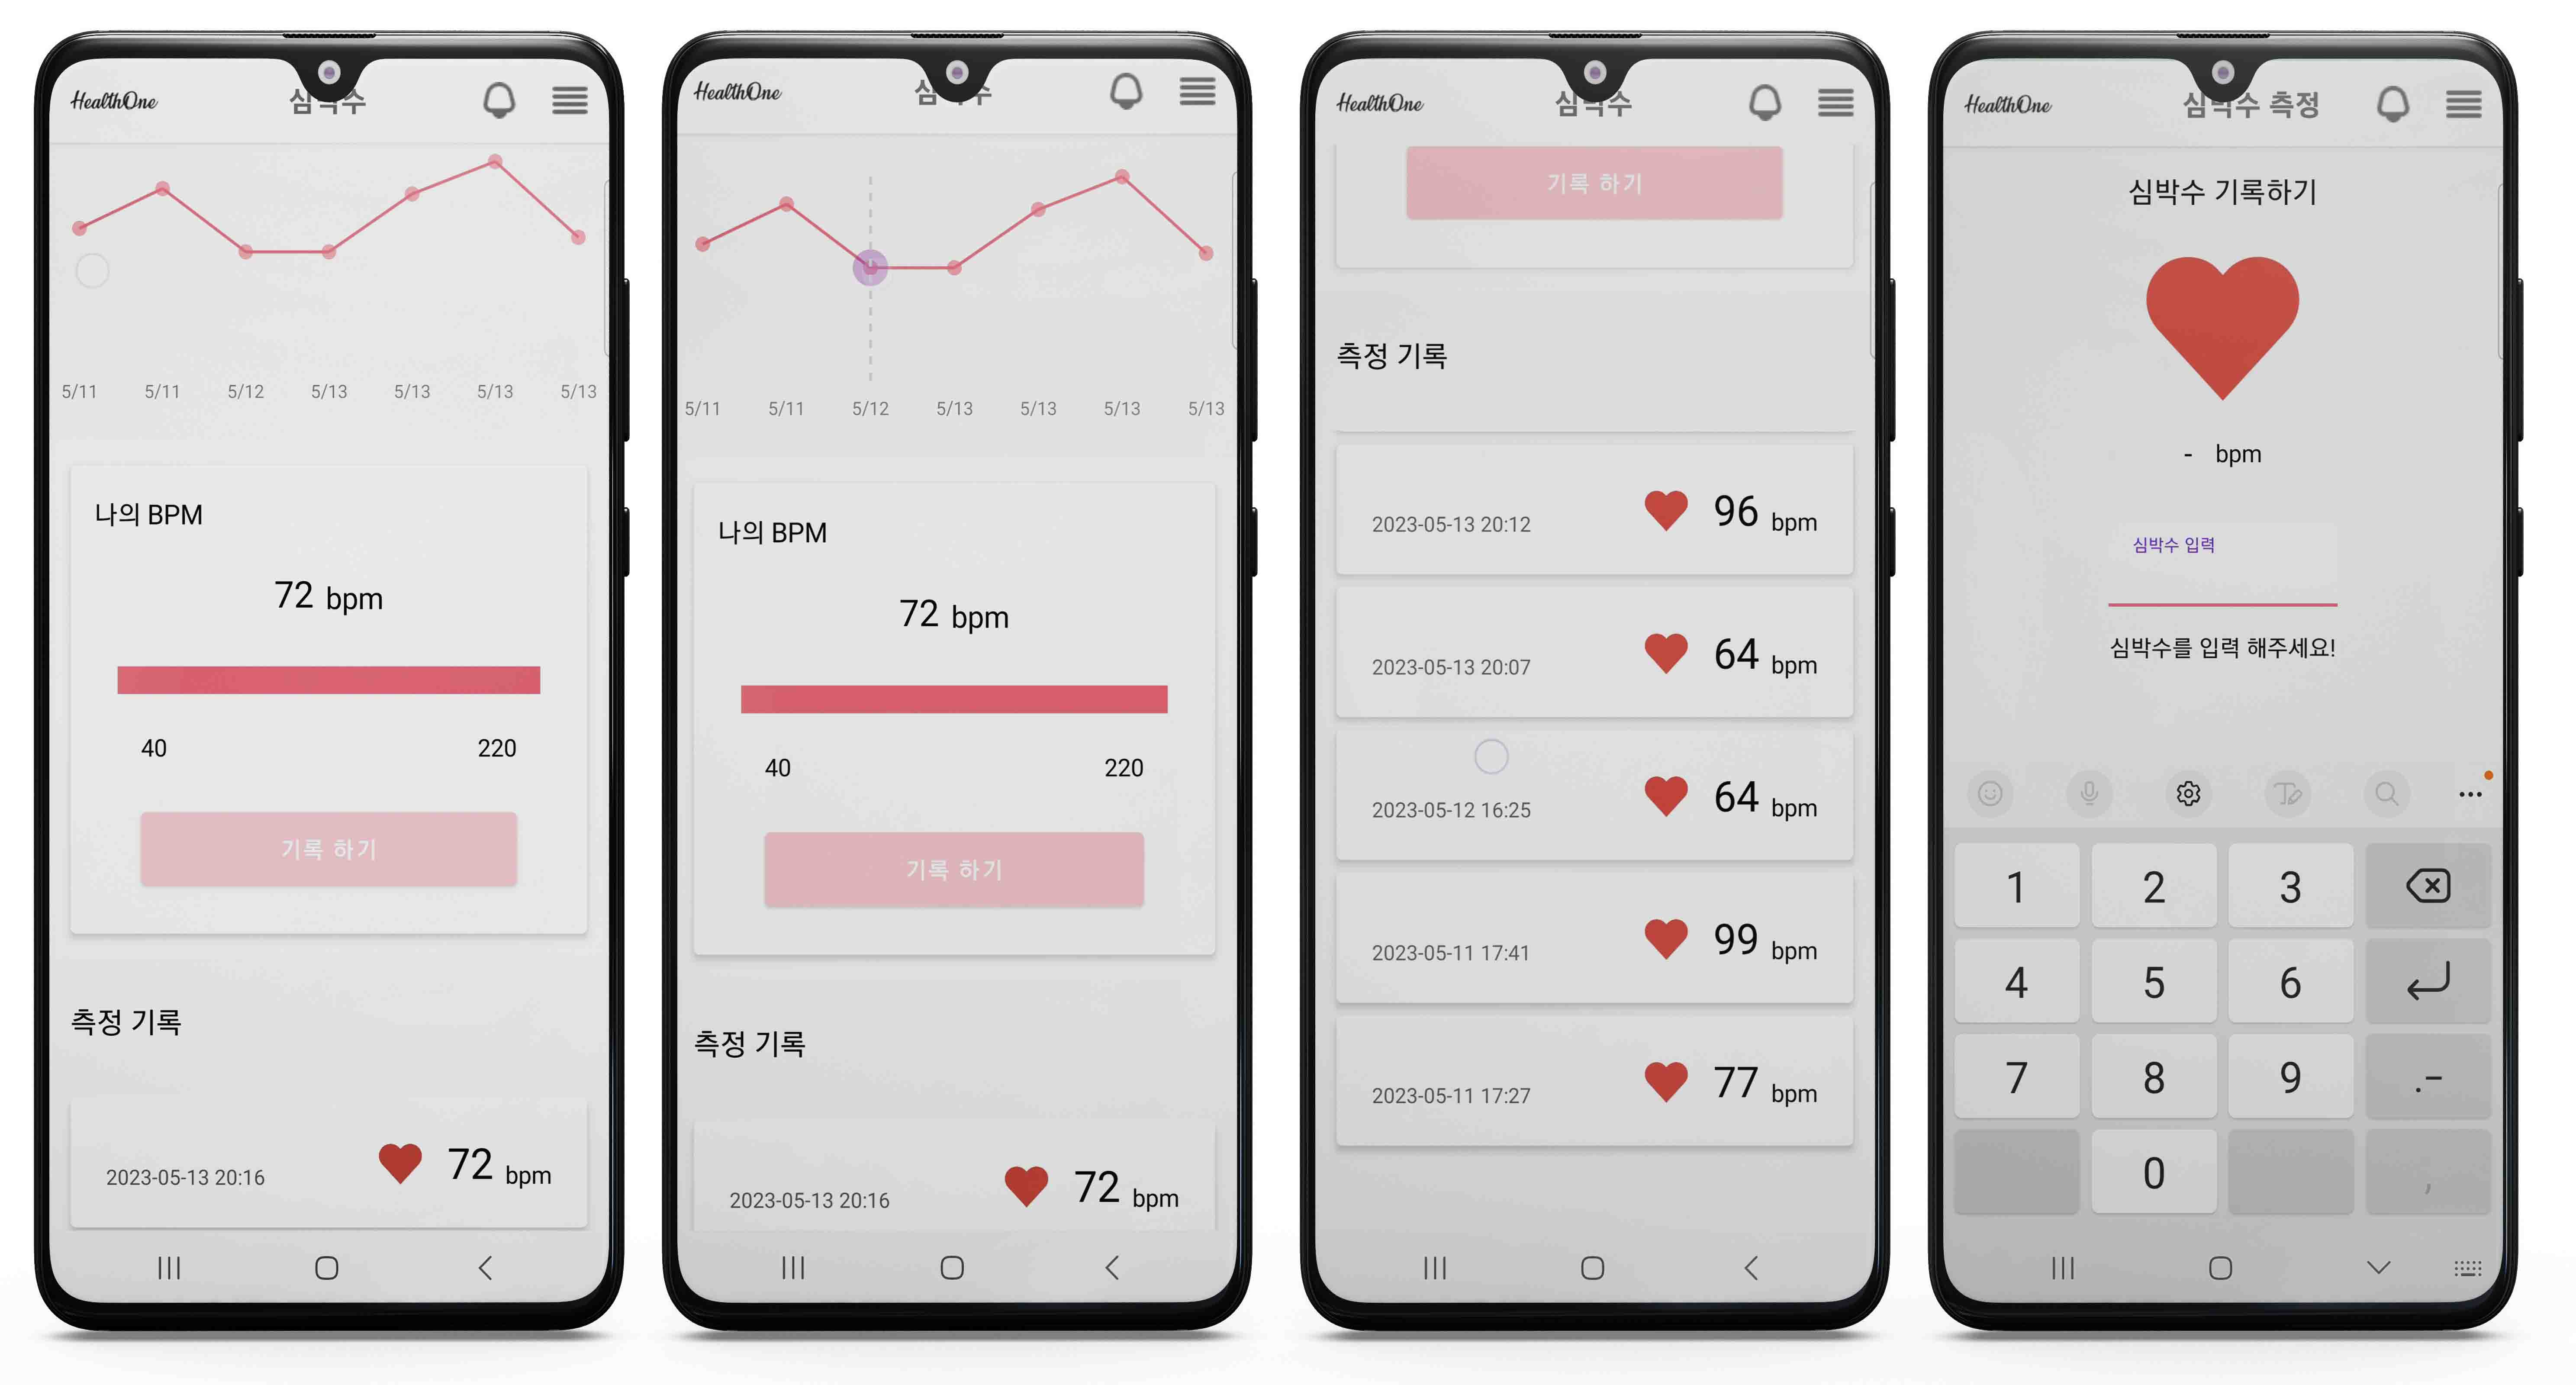 HealthOne
심박수
5/11 5/11 5/12 5/13 5/13 5/13 5/13
나의 BPM
72 bpm
40 220
기록 하기
측정 기록
2023-05-13 20:16 72 bpm
HealthOne
심박수
5/11 5/11 5/12 5/13 5/13 5/13 5/13
나의 BPM
72 bpm
40 220
기록 하기
측정 기록
2023-05-13 20:16 72 bpm
HealthOne
심박수
기록 하기
측정 기록
2023-05-13 20:12 96 bpm
2023-05-13 20:07 64 bpm
2023-05-12 16:25 64 bpm
2023-05-11 17:41 99 bpm
2023-05-11 17:27 77 bpm
HealthOne
심박수 측정
심박수 기록하기
- bpm
심박수 입력
심박수를 입력 해주세요!
1 2 3
4 5 6
7 8 9 .-
0 ,